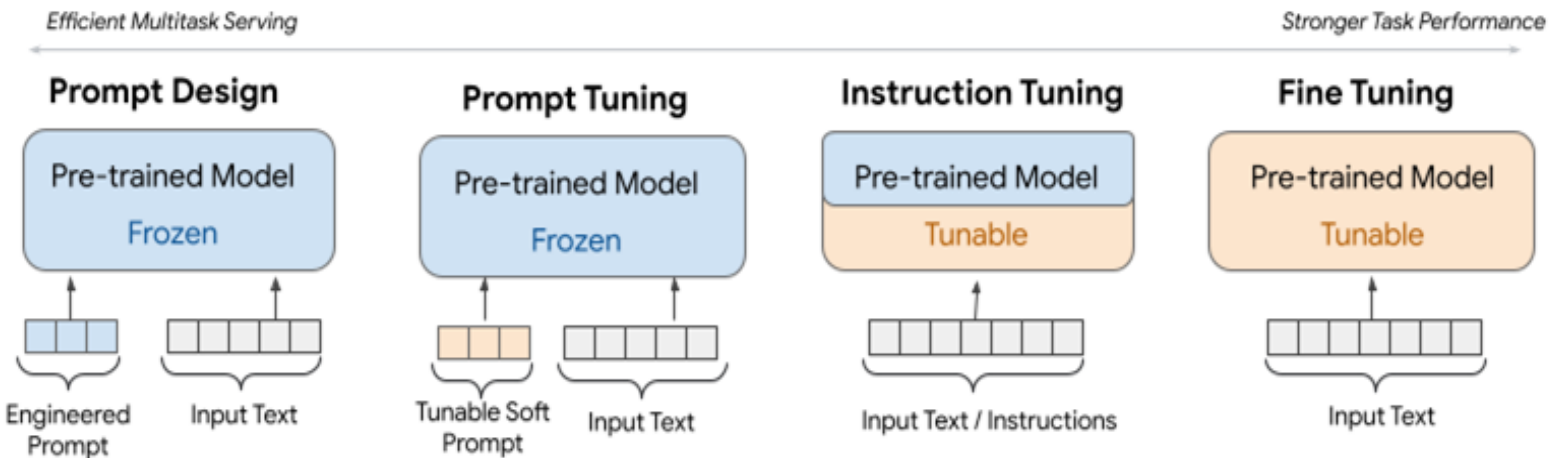 Efficient Multitask Serving
Stronger Task Performance
Prompt Design
Prompt Tuning
Instruction Tuning
Fine Tuning
Pre-trained Model
Frozen
Pre-trained Model
Frozen
Pre-trained Model
Tunable
Pre-trained Model
Tunable
Engineered
Prompt
Input Text
Tunable Soft
Prompt
Input Text
Input Text / Instructions
Input Text